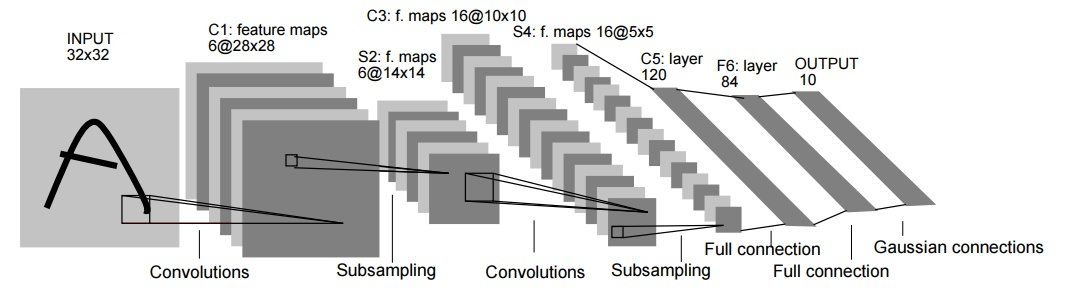 INPUT
32x32
C1: feature maps
6@28x28
S2: f. maps
6@14x14
C3: f. maps 16@10x10
S4: f. maps 16@5x5
C5: layer
120
F6: layer
84
OUTPUT
10
Convolutions
Subsampling
Convolutions
Subsampling
Full connection
Full connection
Gaussian connections
A